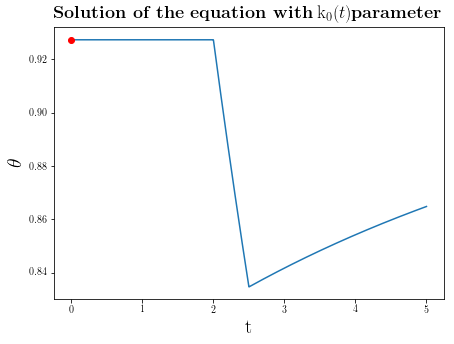 Solution of the equation with k₀(t)parameter
0.92
0.90
0.88
0.86
0.84
θ
0 1 2 3 4 5
t